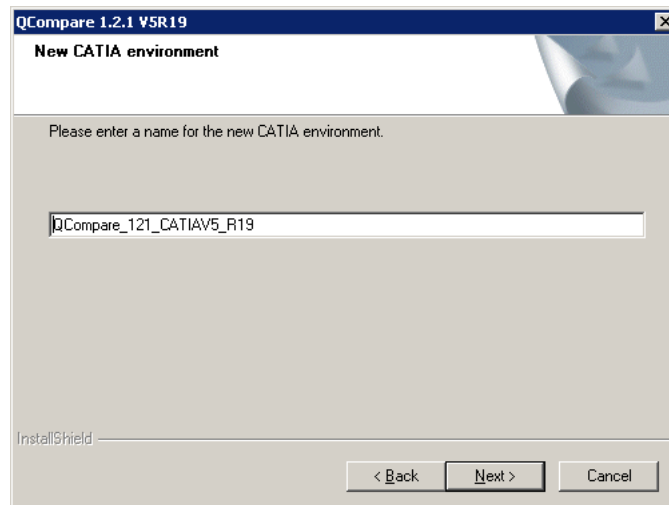 QCompare 1.2.1 V5R19
New CATIA environment
Please enter a name for the new CATIA environment.
QCompare_121_CATIAV5_R19
InstallShield
< Back Next > Cancel